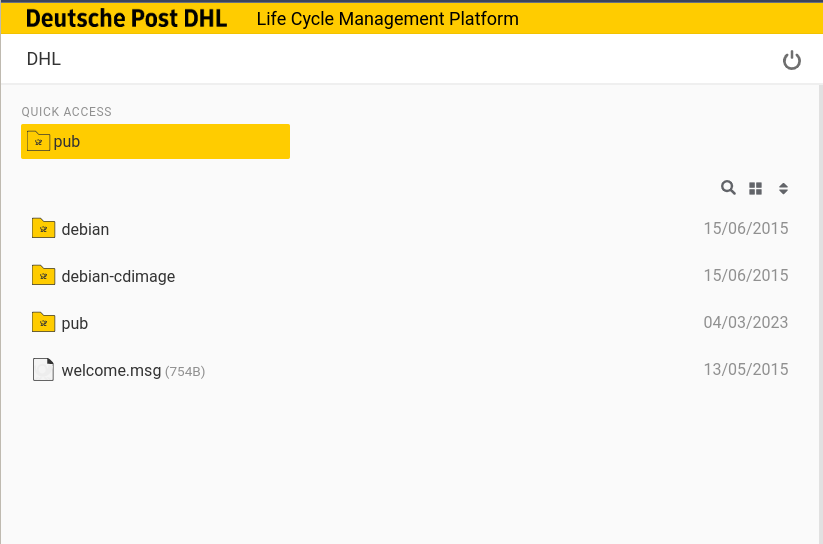 Deutsche Post DHL Life Cycle Management Platform
DHL
QUICK ACCESS
pub
debian 15/06/2015
debian-cdimage 15/06/2015
pub 04/03/2023
welcome.msg (754B) 13/05/2015